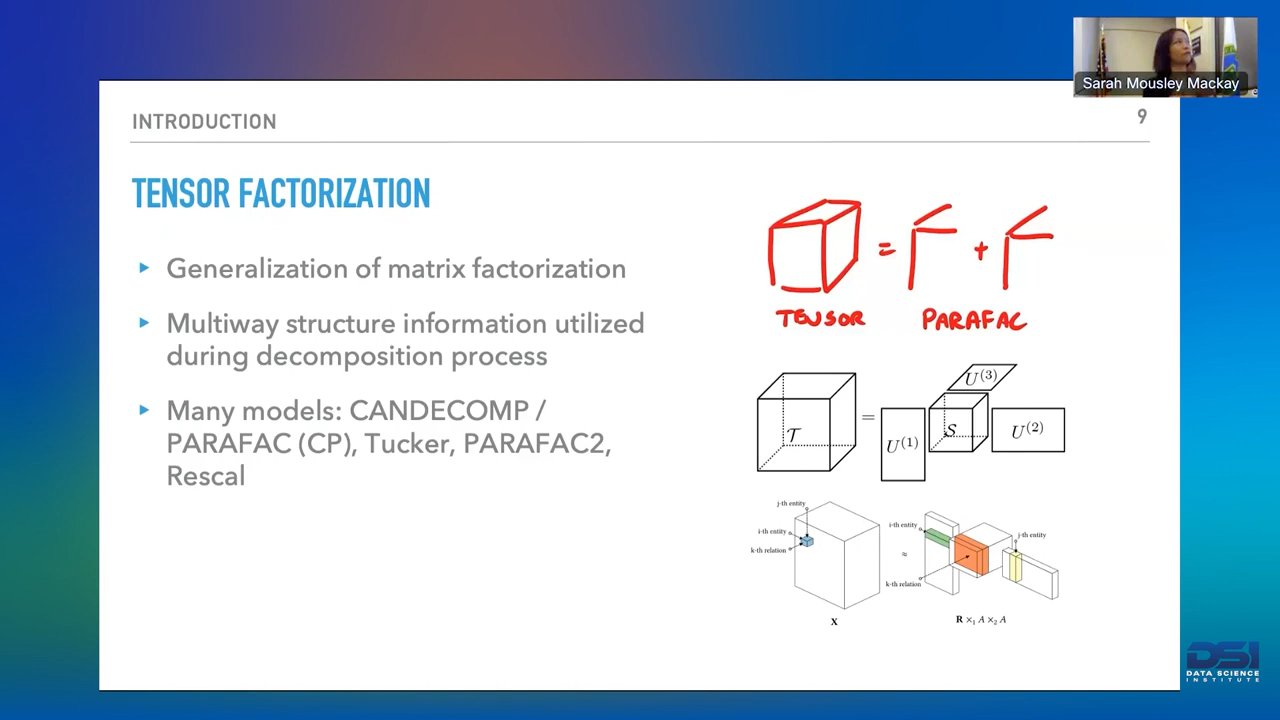 Sarah Mousley Mackay
INTRODUCTION
9
TENSOR FACTORIZATION
Generalization of matrix factorization
Multiway structure information utilized
during decomposition process
Many models: CANDECOMP /
PARAFAC (CP), Tucker, PARAFAC2,
Rescal
=
+
TENSOR
PARAFAC
𝒯
=
U⁽¹⁾
S
U⁽³⁾
U⁽²⁾
j-th entity
i-th entity
k-th relation
X
≈
i-th entity
j-th entity
k-th relation
R ×₁ A ×₂ A
DSI
DATA SCIENCE
INSTITUTE